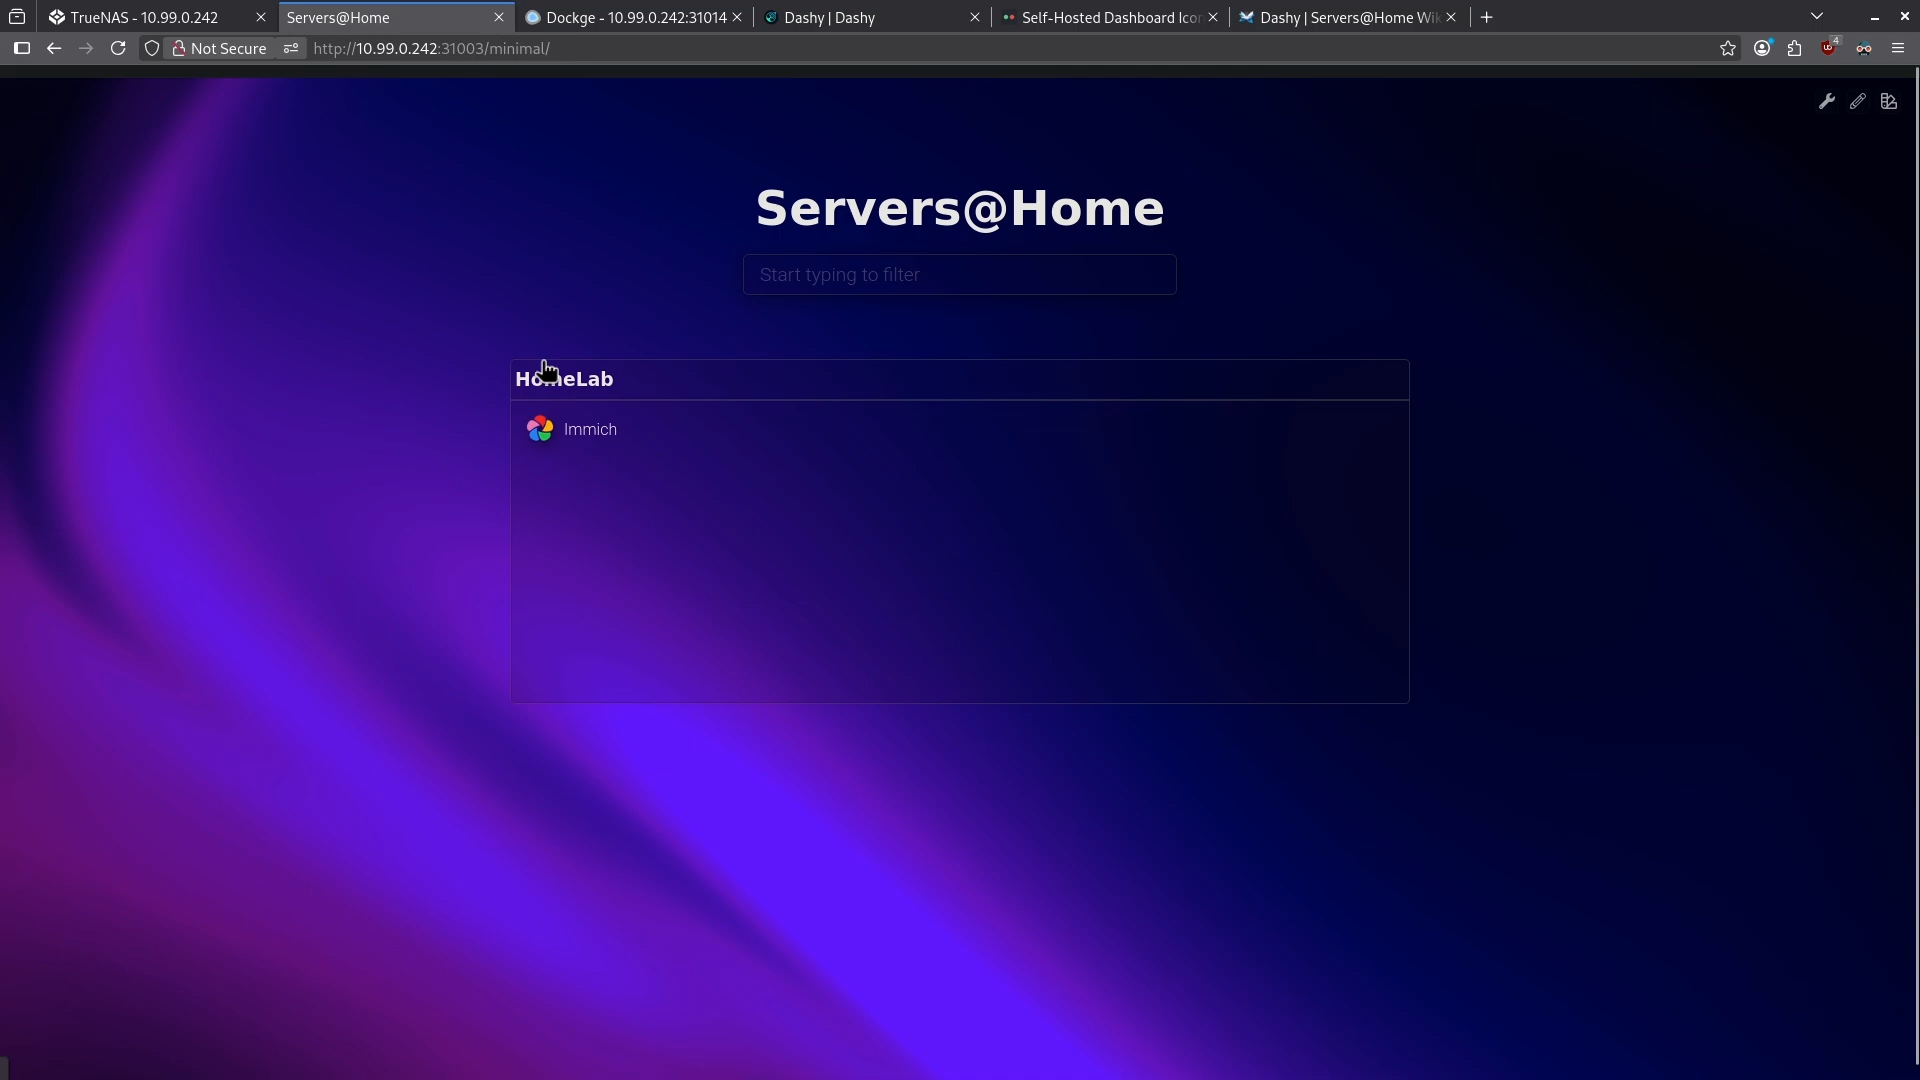 TrueNAS - 10.99.0.242
Servers@Home
Dockge - 10.99.0.242:31014
Dashy | Dashy
Self-Hosted Dashboard Icon
Dashy | Servers@Home Wik
Not Secure
http://10.99.0.242:31003/minimal/
4
Servers@Home
Start typing to filter
HomeLab
Immich